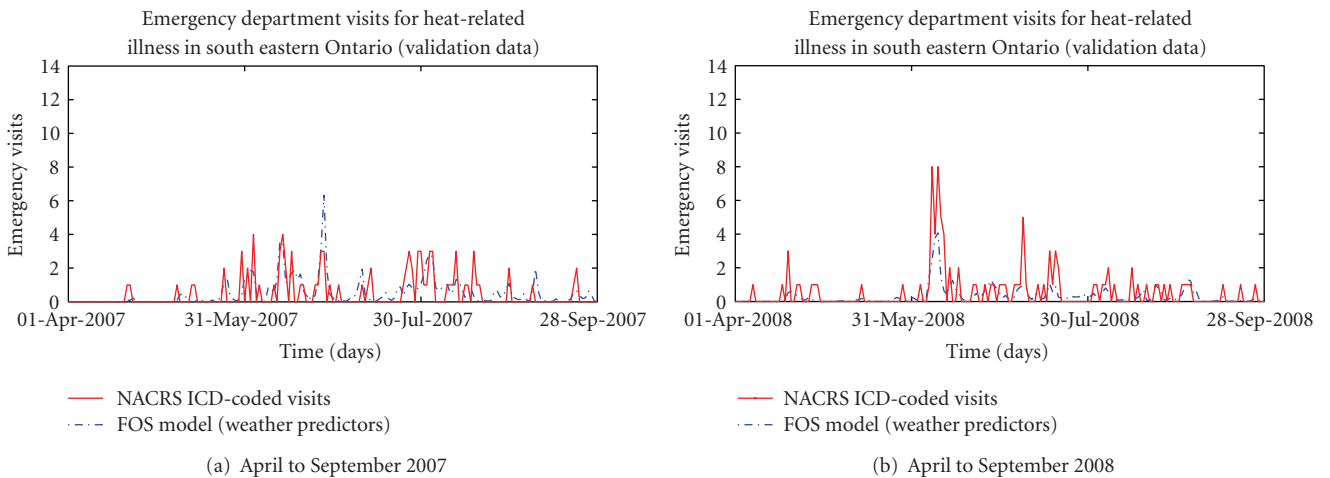 Emergency department visits for heat-related
illness in south eastern Ontario (validation data)
14
12
10
8
6
4
2
0
Emergency visits
01-Apr-2007
31-May-2007
30-Jul-2007
28-Sep-2007
Time (days)
NACRS ICD-coded visits
FOS model (weather predictors)
(a) April to September 2007
Emergency department visits for heat-related
illness in south eastern Ontario (validation data)
14
12
10
8
6
4
2
0
Emergency visits
01-Apr-2008
31-May-2008
30-Jul-2008
28-Sep-2008
Time (days)
NACRS ICD-coded visits
FOS model (weather predictors)
(b) April to September 2008